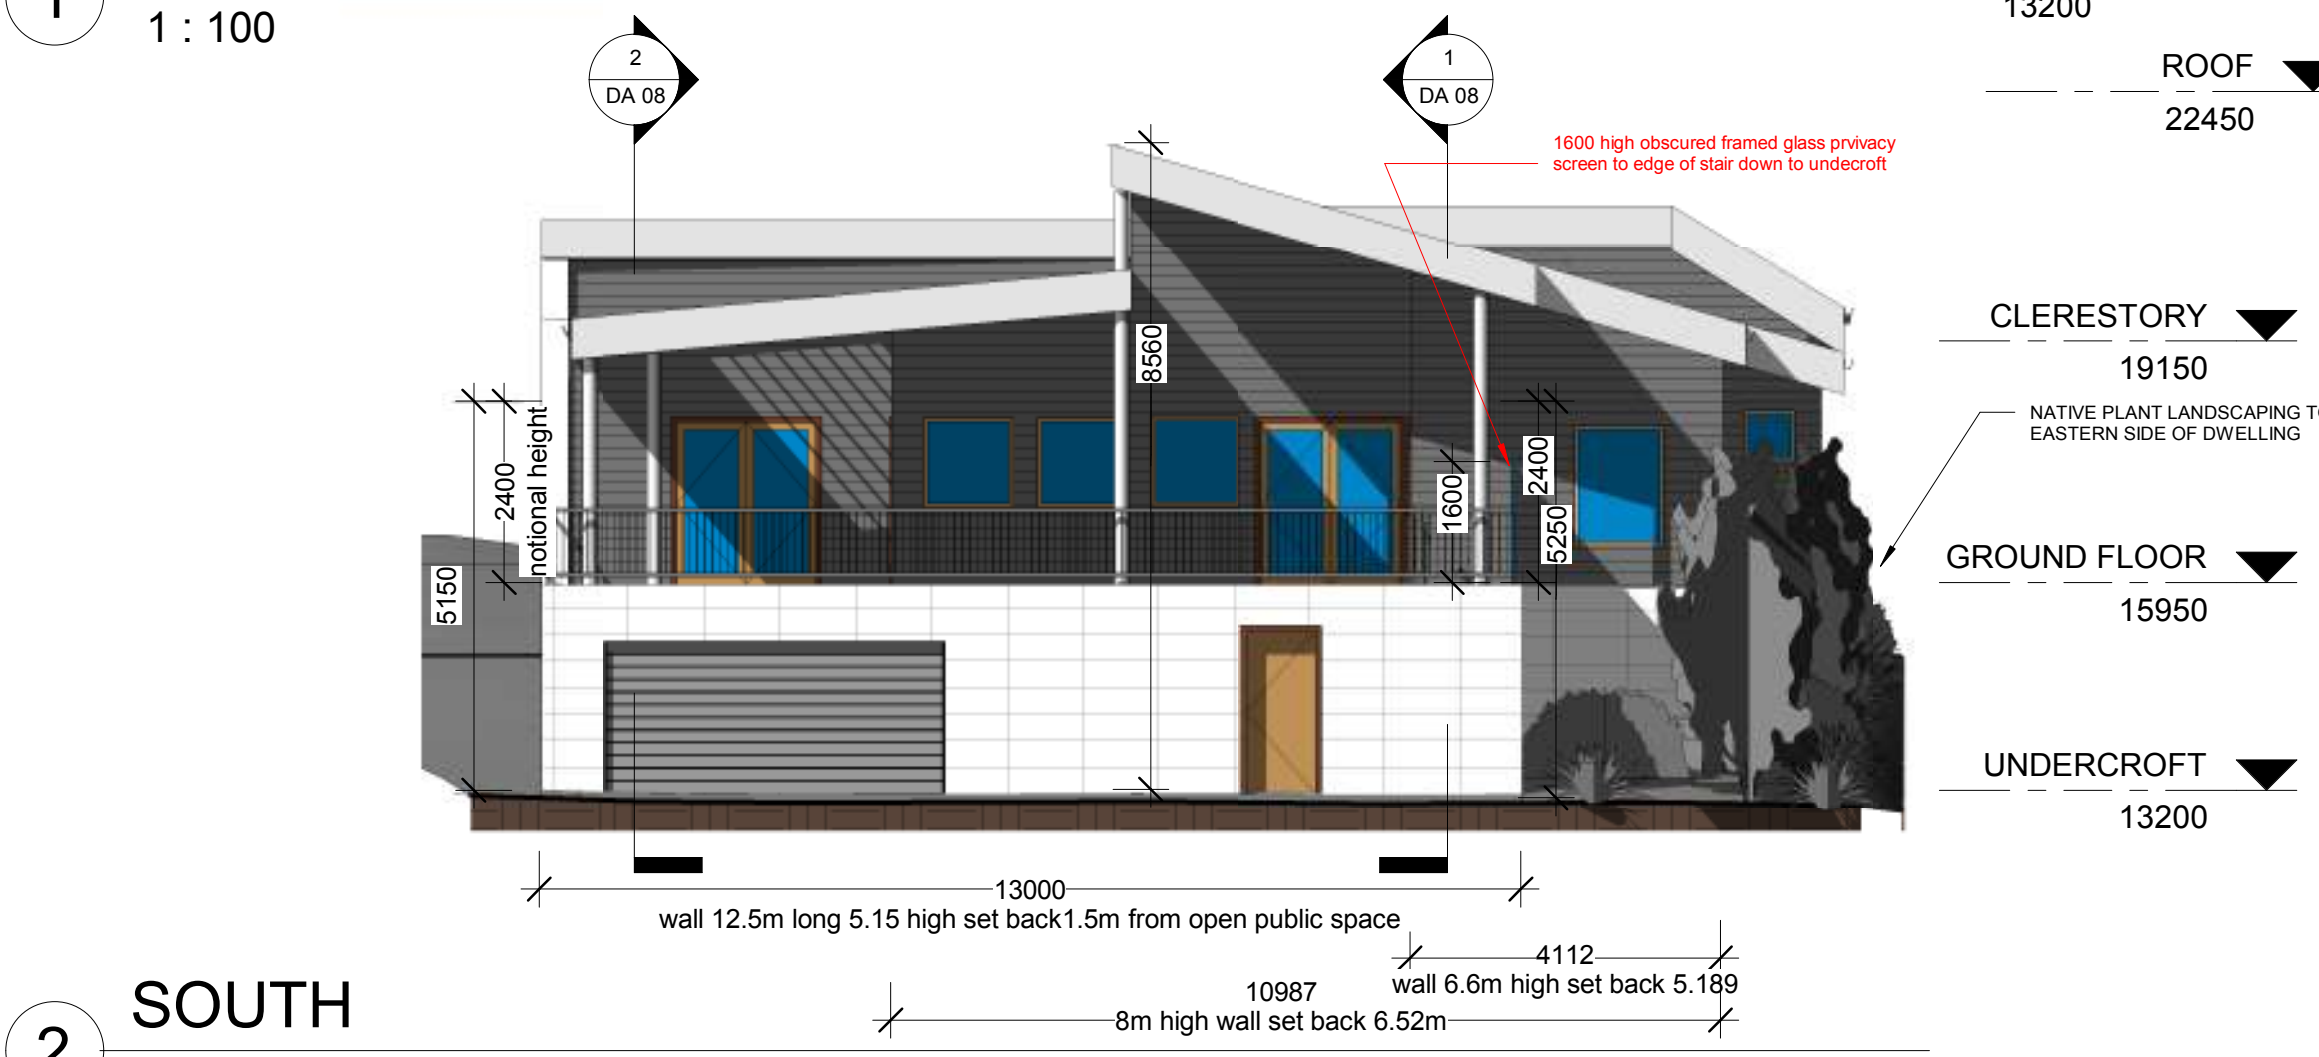 1
1 : 100
13200
2
DA 08
1
DA 08
ROOF
22450
1600 high obscured framed glass prvivacy
screen to edge of stair down to undecroft
CLERESTORY
19150
8560
NATIVE PLANT LANDSCAPING TO
EASTERN SIDE OF DWELLING
2400
notional height
5150
1600
2400
5250
GROUND FLOOR
15950
UNDERCROFT
13200
13000
wall 12.5m long 5.15 high set back1.5m from open public space
4112
wall 6.6m high set back 5.189
10987
8m high wall set back 6.52m
SOUTH
2